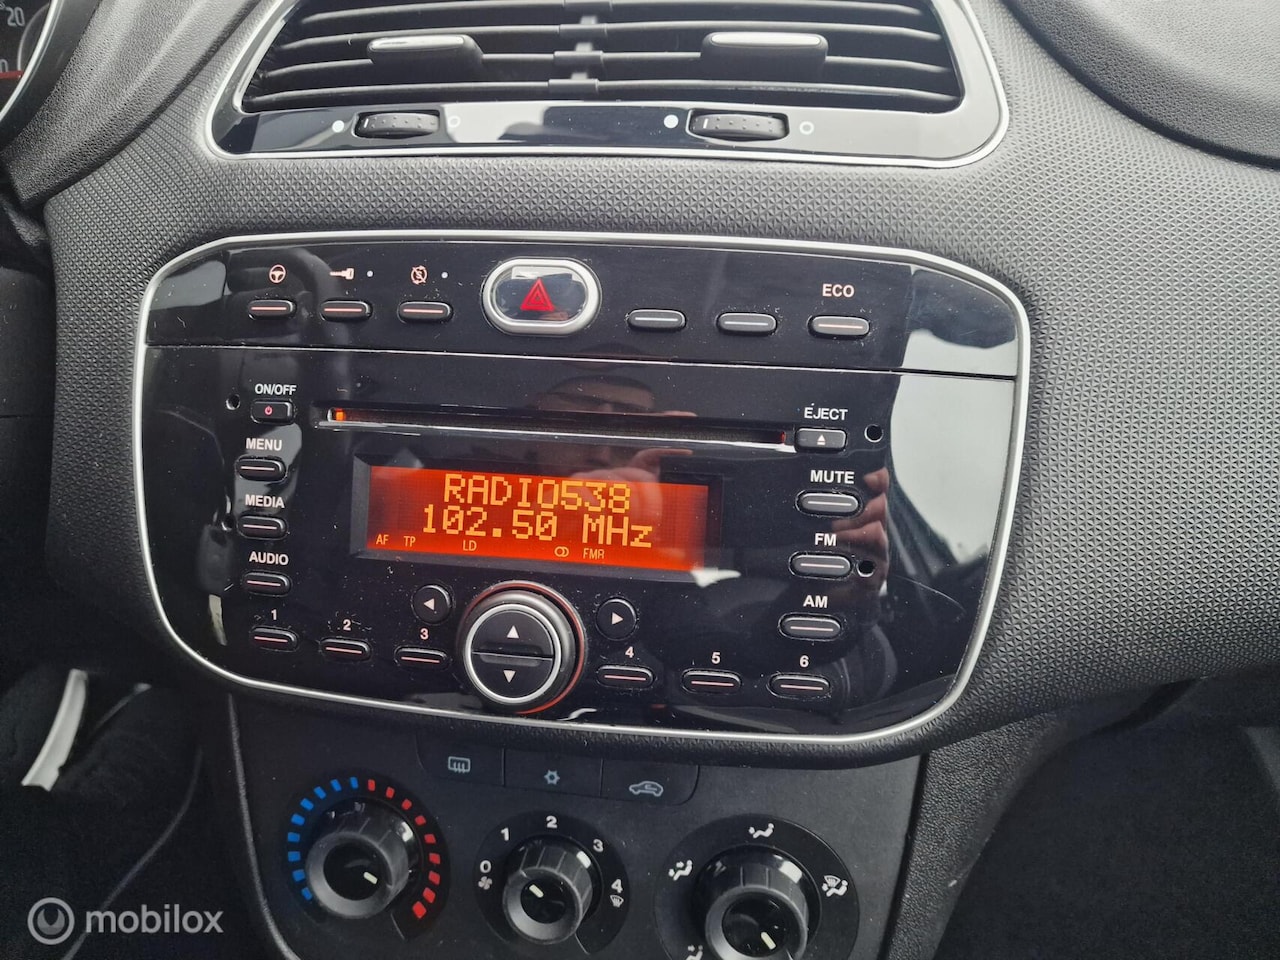 20
ECO
ON/OFF
EJECT
MENU
MUTE
MEDIA
RADIO538
102.50 MHz
AF TP LD FMR
FM
AUDIO
AM
1 2 3 4 5 6
0 1 2 3 4
mobilox